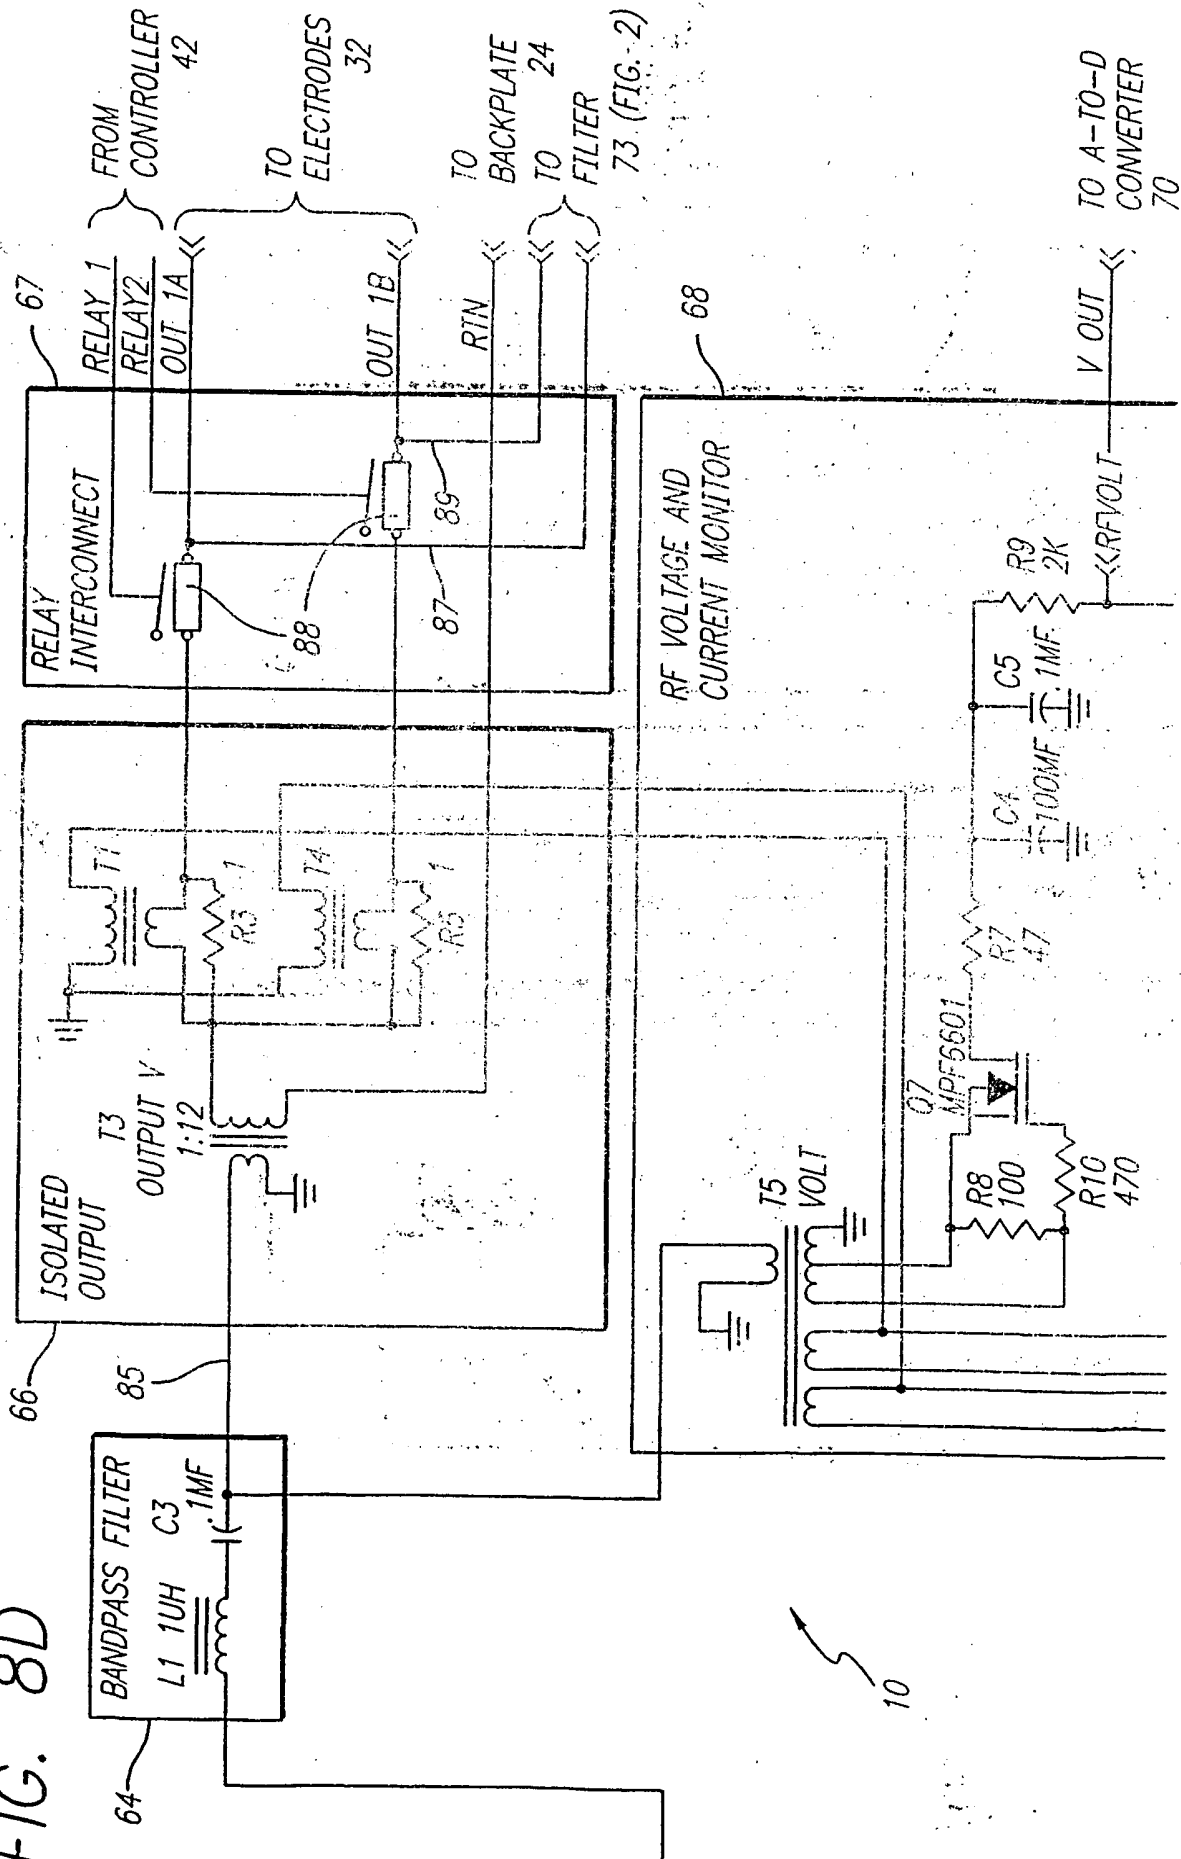 FIG. 8D
64
BANDPASS FILTER
L1 1UH
C3
.1MF
85
66
ISOLATED
OUTPUT
T3
OUTPUT V
1:12
T1
R3
1
T4
R5
1
67
RELAY
INTERCONNECT
88
87
89
RELAY 1
RELAY2
OUT 1A
OUT 1B
RTN
FROM
CONTROLLER
42
TO
ELECTRODES
32
TO
BACKPLATE
24
TO
FILTER
73 (FIG.-2)
68
RF VOLTAGE AND
CURRENT MONITOR
T5
VOLT
R8
100
R10
470
Q7
MPF6601
R7
47
C4
100MF
C5
.1MF
R9
2K
<<RFVOLT
V OUT
TO A-TO-D
CONVERTER
70
10